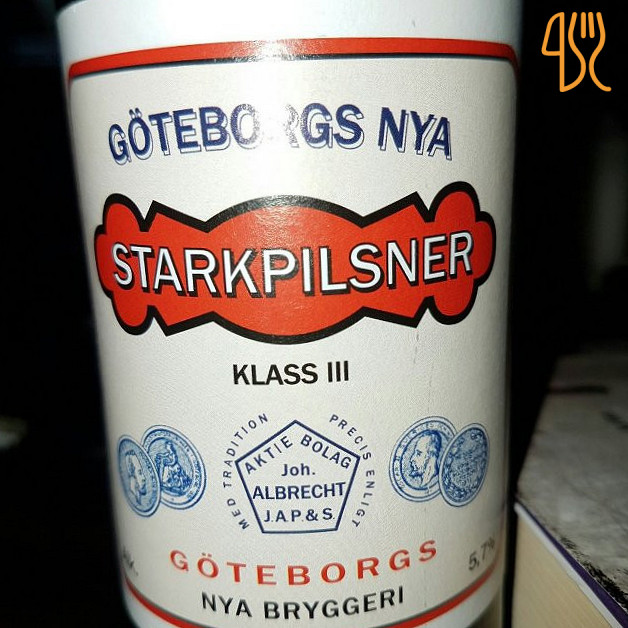 GÖTEBORGS NYA
STARKPILSNER
KLASS III
MED TRADITION
PRECIS ENLIGT
AKTIE BOLAG
Joh.
ALBRECHT
J.A.P.& S.
GÖTEBORGS
5,7%
NYA BRYGGERI